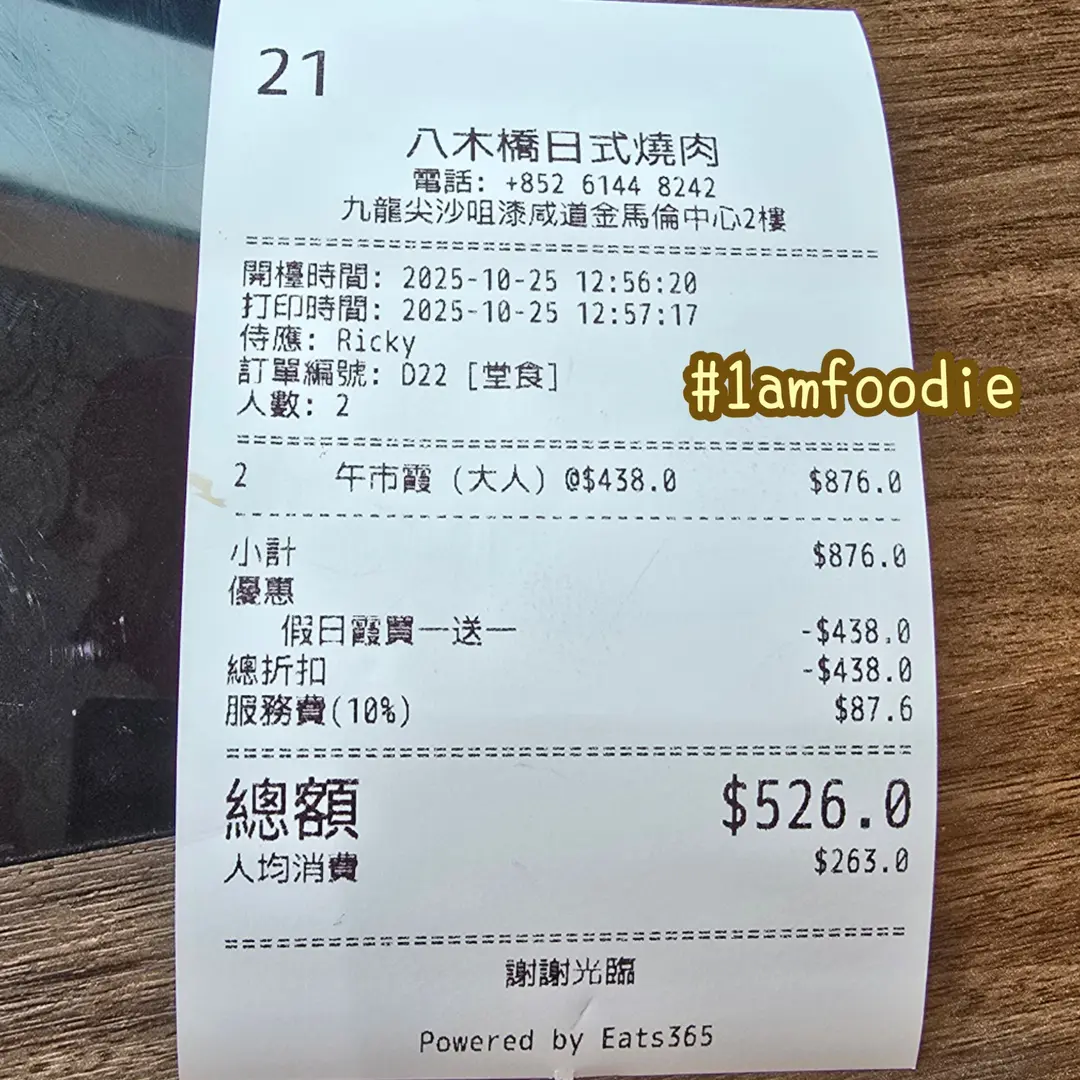 21
八木橋日式燒肉
電話: +852 6144 8242
九龍尖沙咀漆咸道金馬倫中心2樓
開檯時間: 2025-10-25 12:56:20
打印時間: 2025-10-25 12:57:17
侍應: Ricky
訂單編號: D22 [堂食]
人數: 2
#1amfoodie
2 午市霞 (大人) @$438.0 $876.0
小計 $876.0
優惠
假日霞買一送一 -$438.0
總折扣 -$438.0
服務費(10%) $87.6
總額 $526.0
人均消費 $263.0
謝謝光臨
Powered by Eats365